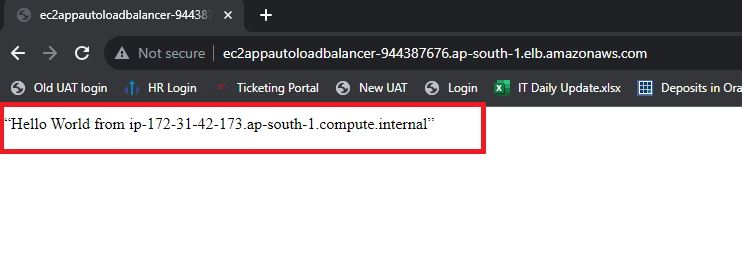 ec2appautoloadbalancer-944387676
Not secure ec2appautoloadbalancer-944387676.ap-south-1.elb.amazonaws.com
Old UAT login HR Login Ticketing Portal New UAT Login IT Daily Update.xlsx Deposits in Ora
“Hello World from ip-172-31-42-173.ap-south-1.compute.internal”